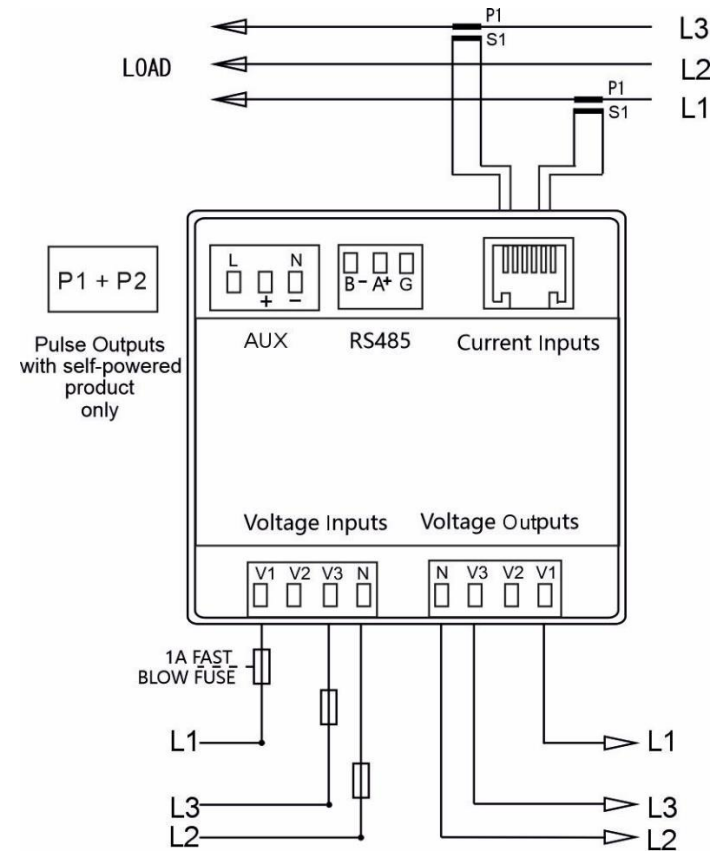 P1
L3
S1
LOAD
L2
P1
L1
S1
P1 + P2
Pulse Outputs
with self-powered
product
only
L N
+ −
AUX
B- A+ G
RS485
Current Inputs
Voltage Inputs
Voltage Outputs
V1 V2 V3 N
N V3 V2 V1
1A FAST
BLOW FUSE
L1
L1
L3
L3
L2
L2